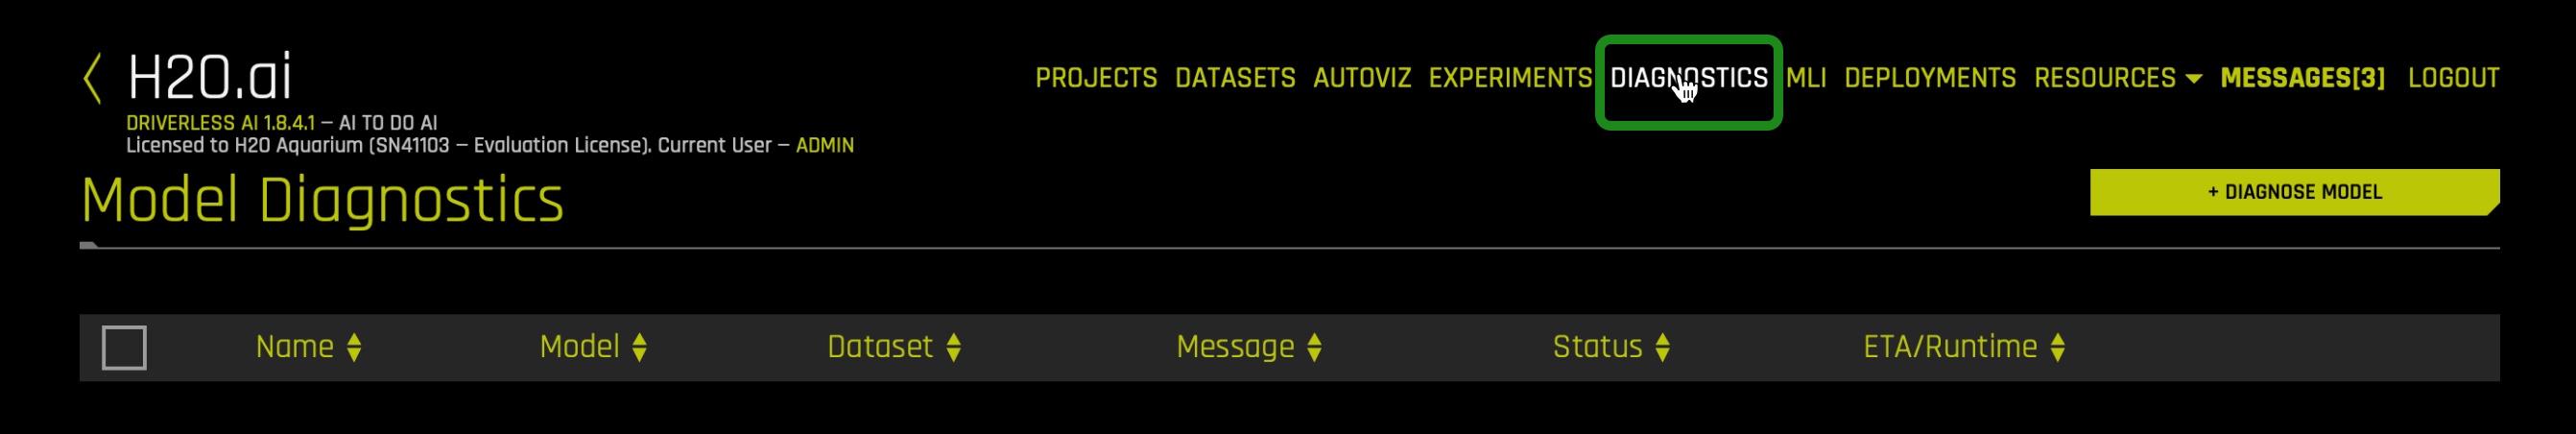 H2O.ai
PROJECTS DATASETS AUTOVIZ EXPERIMENTS DIAGNOSTICS MLI DEPLOYMENTS RESOURCES MESSAGES[3] LOGOUT
DRIVERLESS AI 1.8.4.1 – AI TO DO AI
Licensed to H2O Aquarium (SN41103 – Evaluation License). Current User – ADMIN
Model Diagnostics
+ DIAGNOSE MODEL
Name Model Dataset Message Status ETA/Runtime